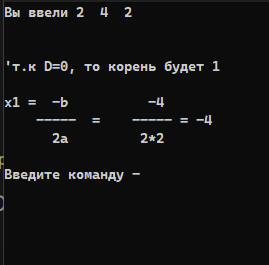 Вы ввели 2  4  2
'т.к D=0, то корень будет 1
x1 =  -b      -4
-----  =    ----- = -4
2a         2*2
Введите команду -